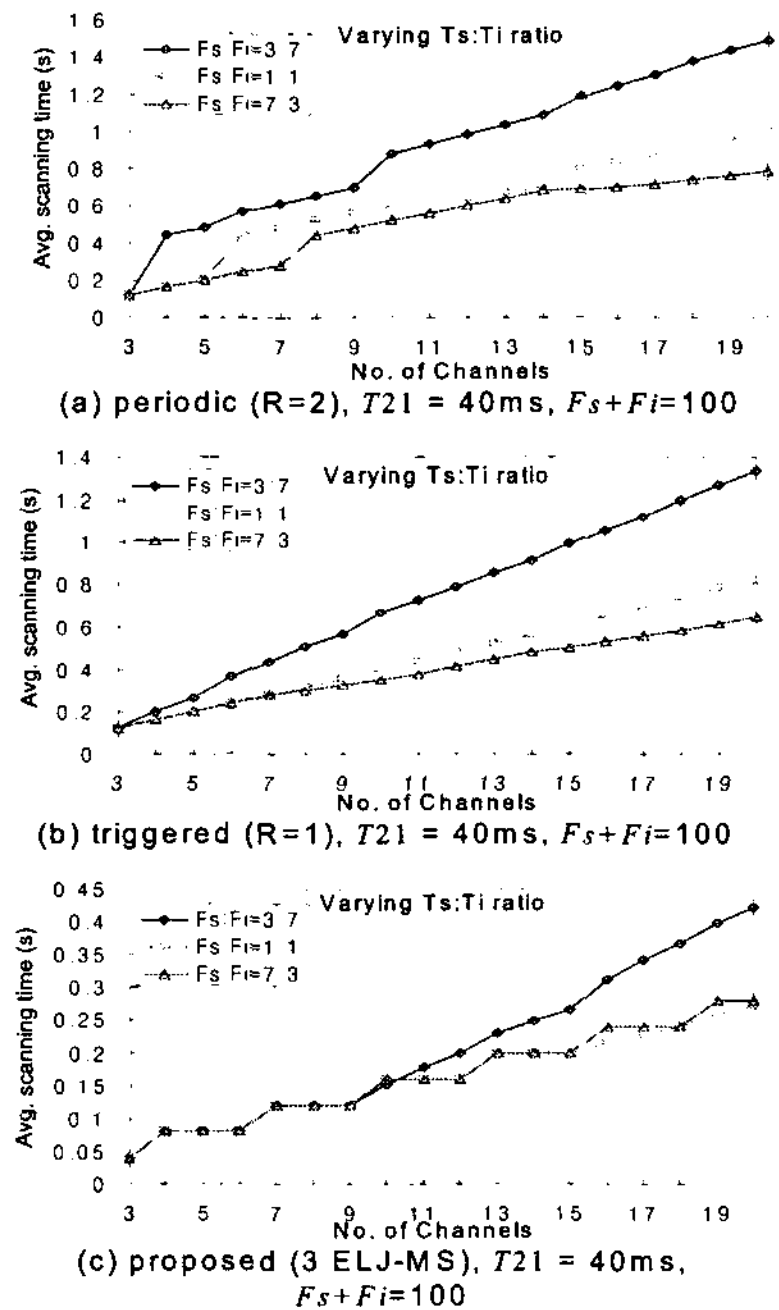 1 6
1 4
1.2
1
0 8
0 6
0 4
0 2
0
Avg. scanning time (s)
Varying Ts:Ti ratio
Fs Fi=3 7
Fs Fi=1 1
Fs Fi=7 3
3 5 7 9 11 13 15 17 19
No. of Channels
(a) periodic (R=2), T21 = 40ms, Fs+Fi=100
1.4
1.2
1
0 8
0 6
0 4
0.2
0
Avg. scanning time (s)
Varying Ts:Ti ratio
Fs Fi=3 7
Fs Fi=1 1
Fs Fi=7 3
3 5 7 9 11 13 15 17 19
No. of Channels
(b) triggered (R=1), T21 = 40ms, Fs+Fi=100
0 45
0.4
0.35
0.3
0.25
0.2
0 15
0 1
0.05
0
Avg. scanning time (s)
Varying Ts:Ti ratio
Fs Fi=3 7
Fs Fi=1 1
Fs Fi=7 3
3 5 7 9 11 13 15 17 19
No. of Channels
(c) proposed (3 ELJ-MS), T21 = 40ms,
Fs+Fi=100